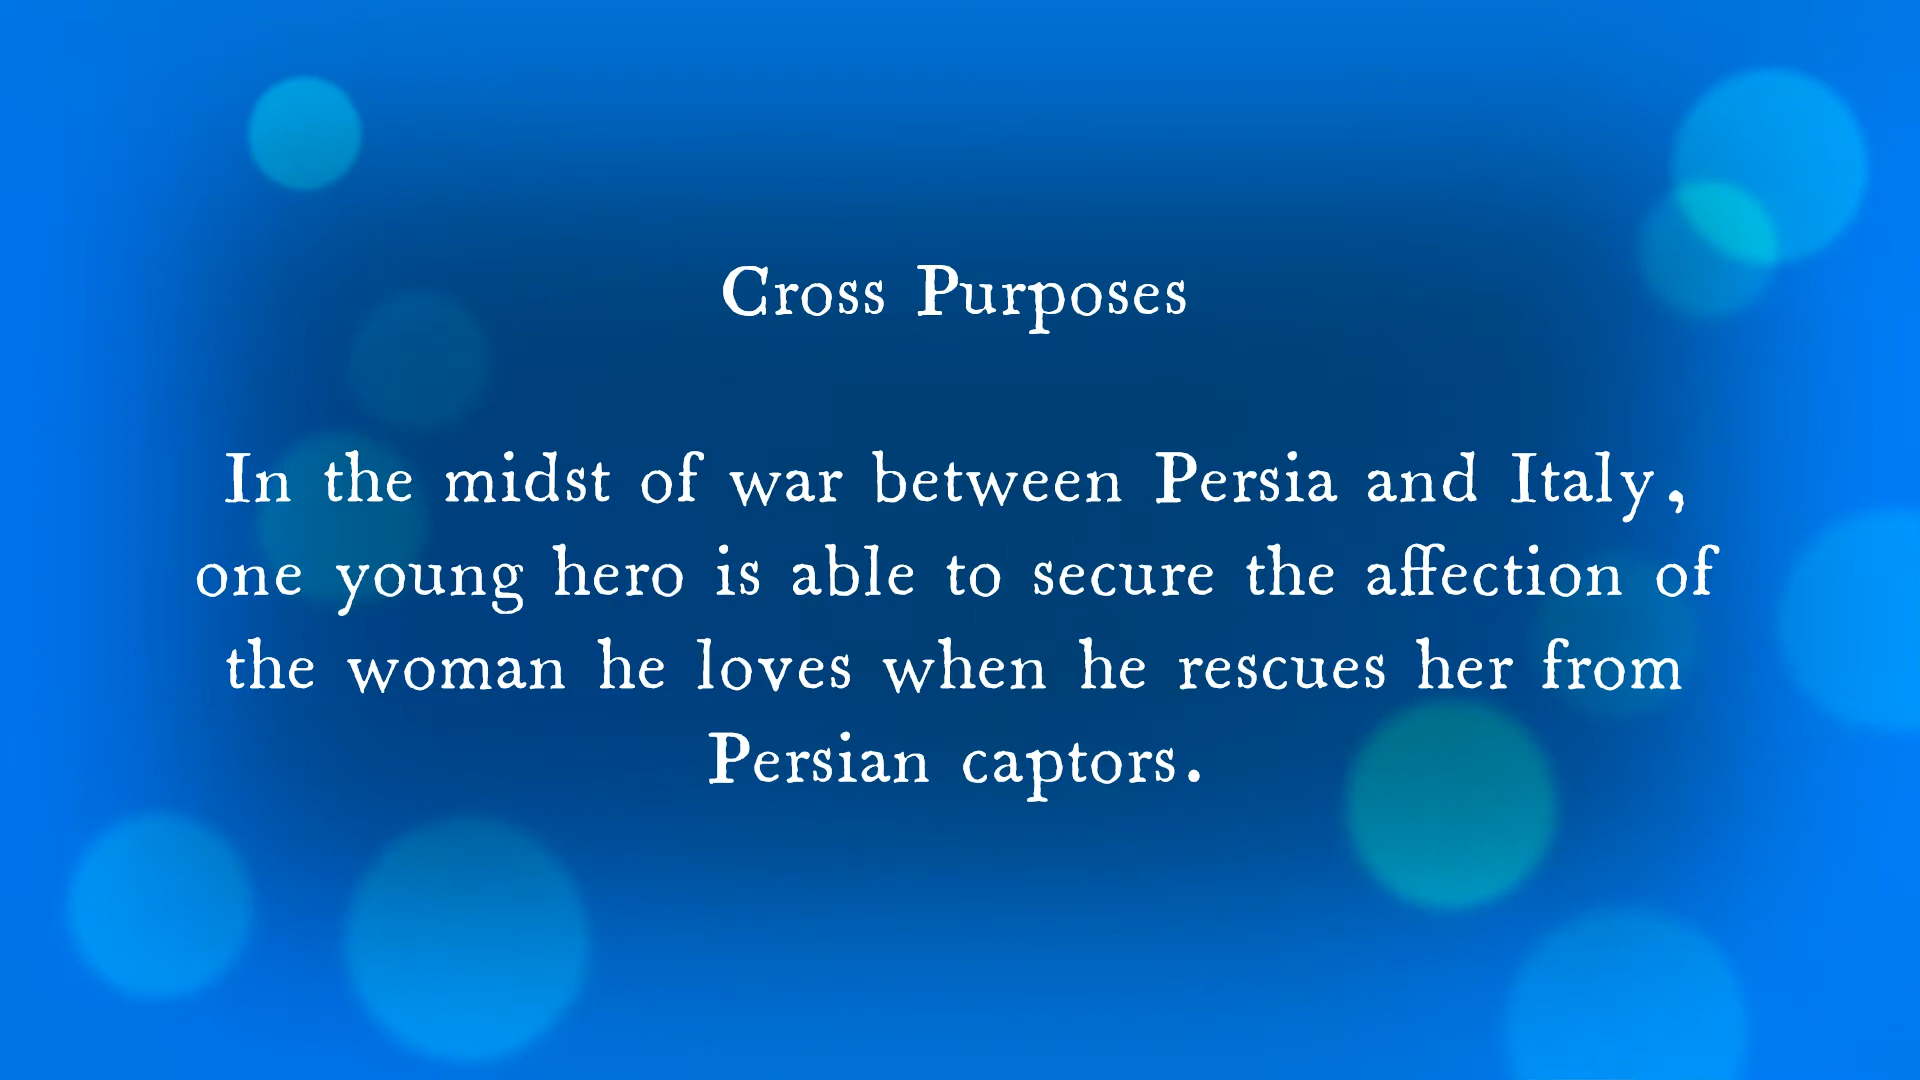 Cross Purposes
In the midst of war between Persia and Italy,
one young hero is able to secure the affection of
the woman he loves when he rescues her from
Persian captors.